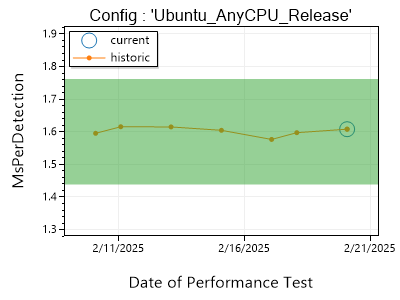 Config : 'Ubuntu_AnyCPU_Release'
current
historic
1.9
1.8
1.7
1.6
1.5
1.4
1.3
MsPerDetection
2/11/2025
2/16/2025
2/21/2025
Date of Performance Test